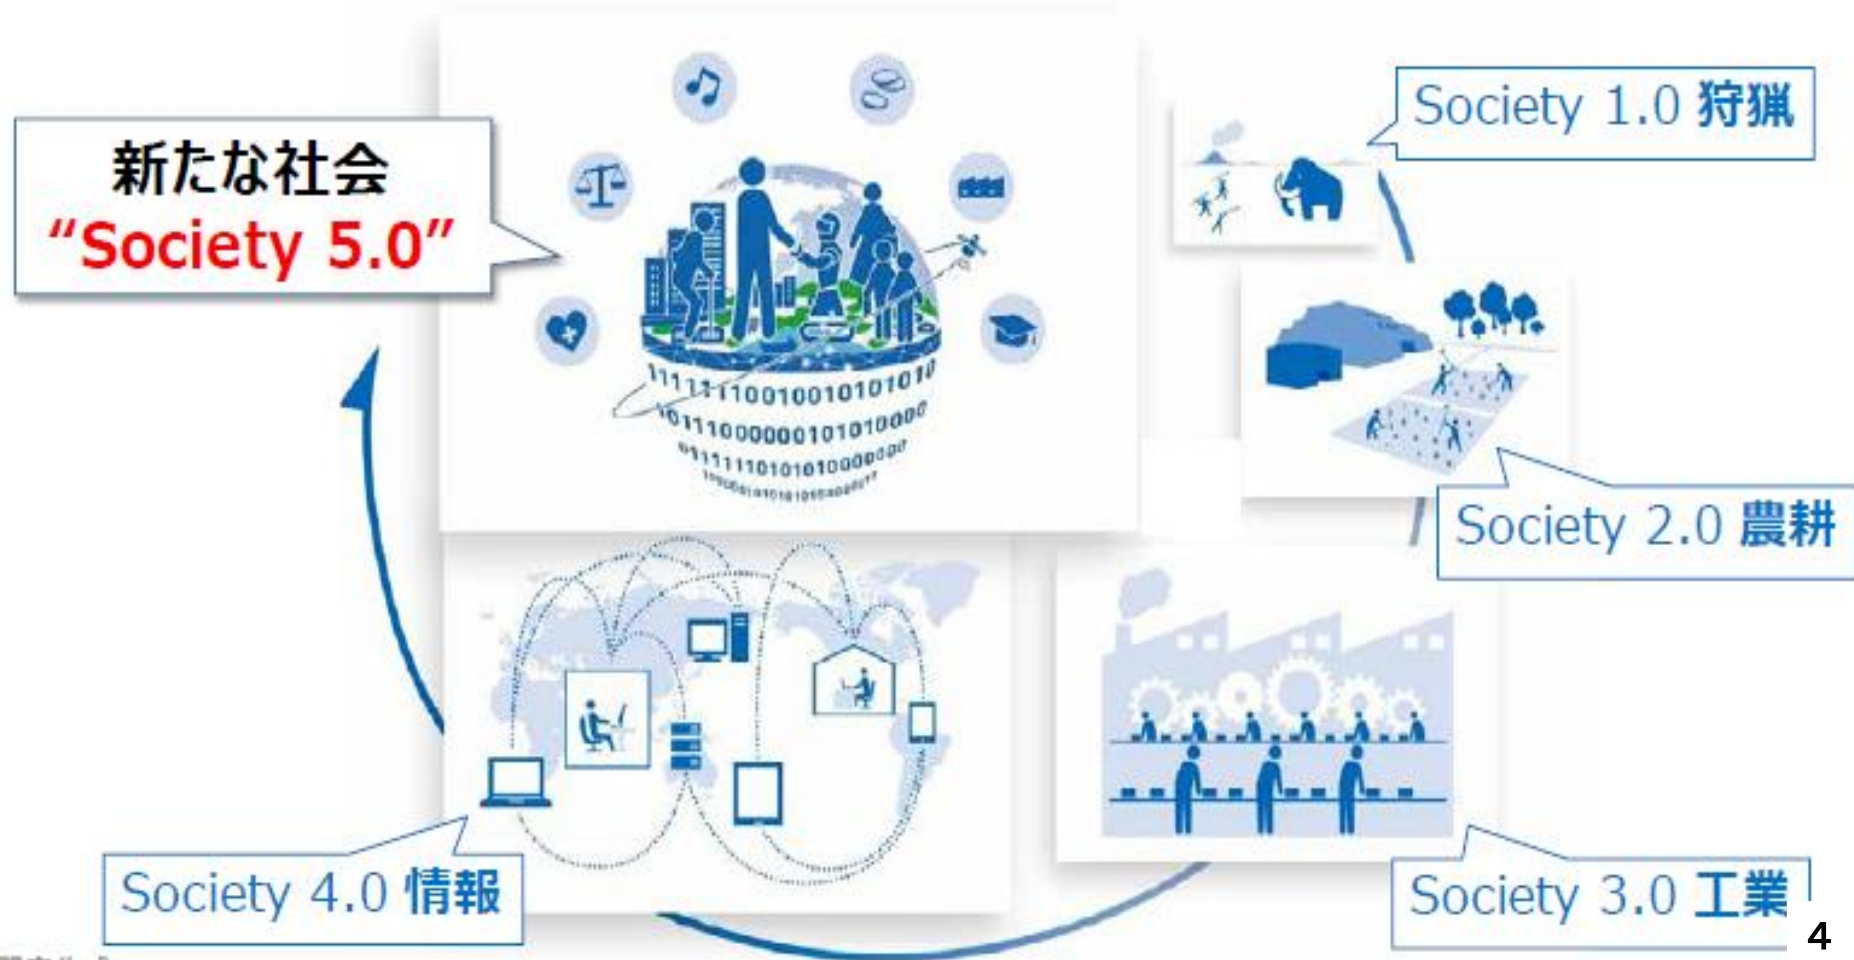 新たな社会
“Society 5.0”
Society 1.0 狩猟
Society 2.0 農耕
Society 3.0 工業
Society 4.0 情報
4